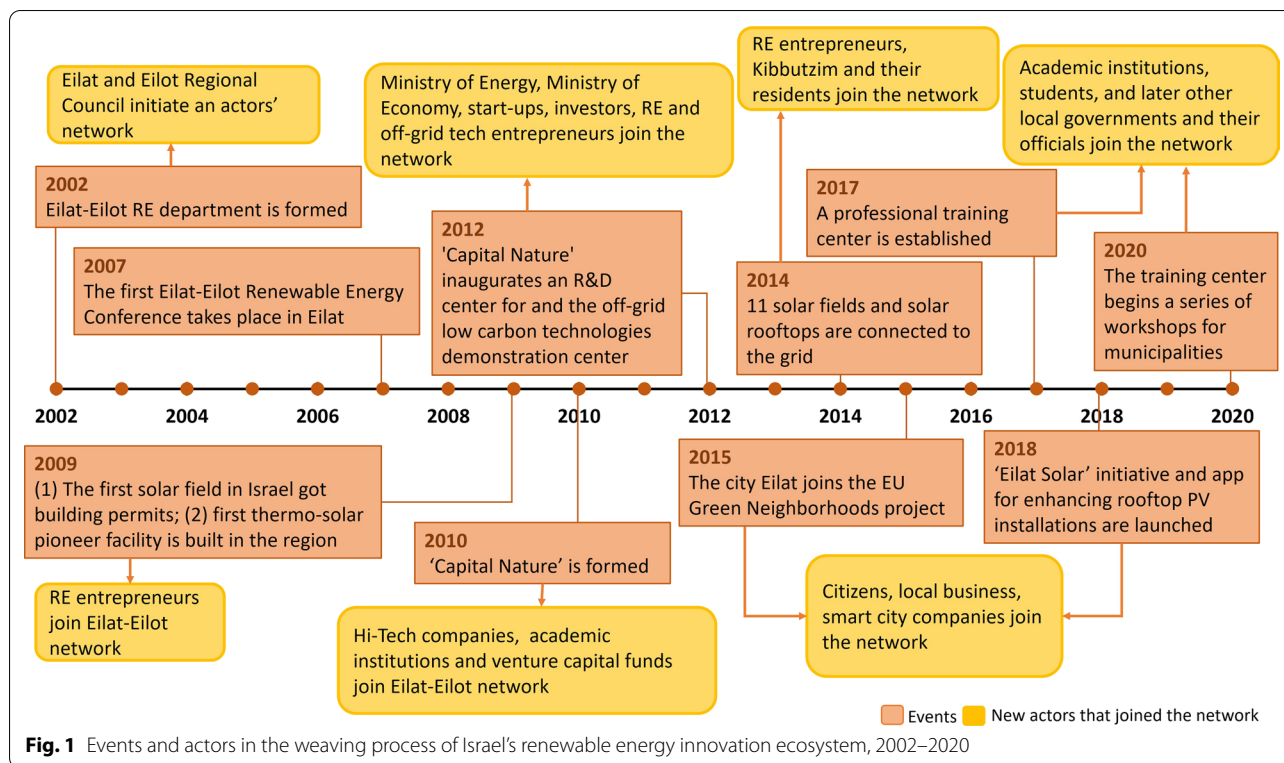 Eilat and Eilot Regional
Council initiate an actors'
network
Ministry of Energy, Ministry of
Economy, start-ups, investors, RE and
off-grid tech entrepreneurs join the
network
RE entrepreneurs,
Kibbutzim and their
residents join the network
Academic institutions,
students, and later other
local governments and their
officials join the network
2002
Eilat-Eilot RE department is formed
2007
The first Eilat-Eilot Renewable Energy
Conference takes place in Eilat
2012
'Capital Nature'
inaugurates an R&D
center for and the off-grid
low carbon technologies
demonstration center
2014
11 solar fields and solar
rooftops are connected to
the grid
2017
A professional training
center is established
2020
The training center
begins a series of
workshops for
municipalities
2002 2004 2006 2008 2010 2012 2014 2016 2018 2020
2009
(1) The first solar field in Israel got
building permits; (2) first thermo-solar
pioneer facility is built in the region
RE entrepreneurs
join Eilat-Eilot
network
2010
‘Capital Nature’ is formed
Hi-Tech companies, academic
institutions and venture capital funds
join Eilat-Eilot network
2015
The city Eilat joins the EU
Green Neighborhoods project
2018
‘Eilat Solar’ initiative and app
for enhancing rooftop PV
installations are launched
Citizens, local business,
smart city companies join
the network
Events New actors that joined the network
Fig. 1 Events and actors in the weaving process of Israel’s renewable energy innovation ecosystem, 2002–2020